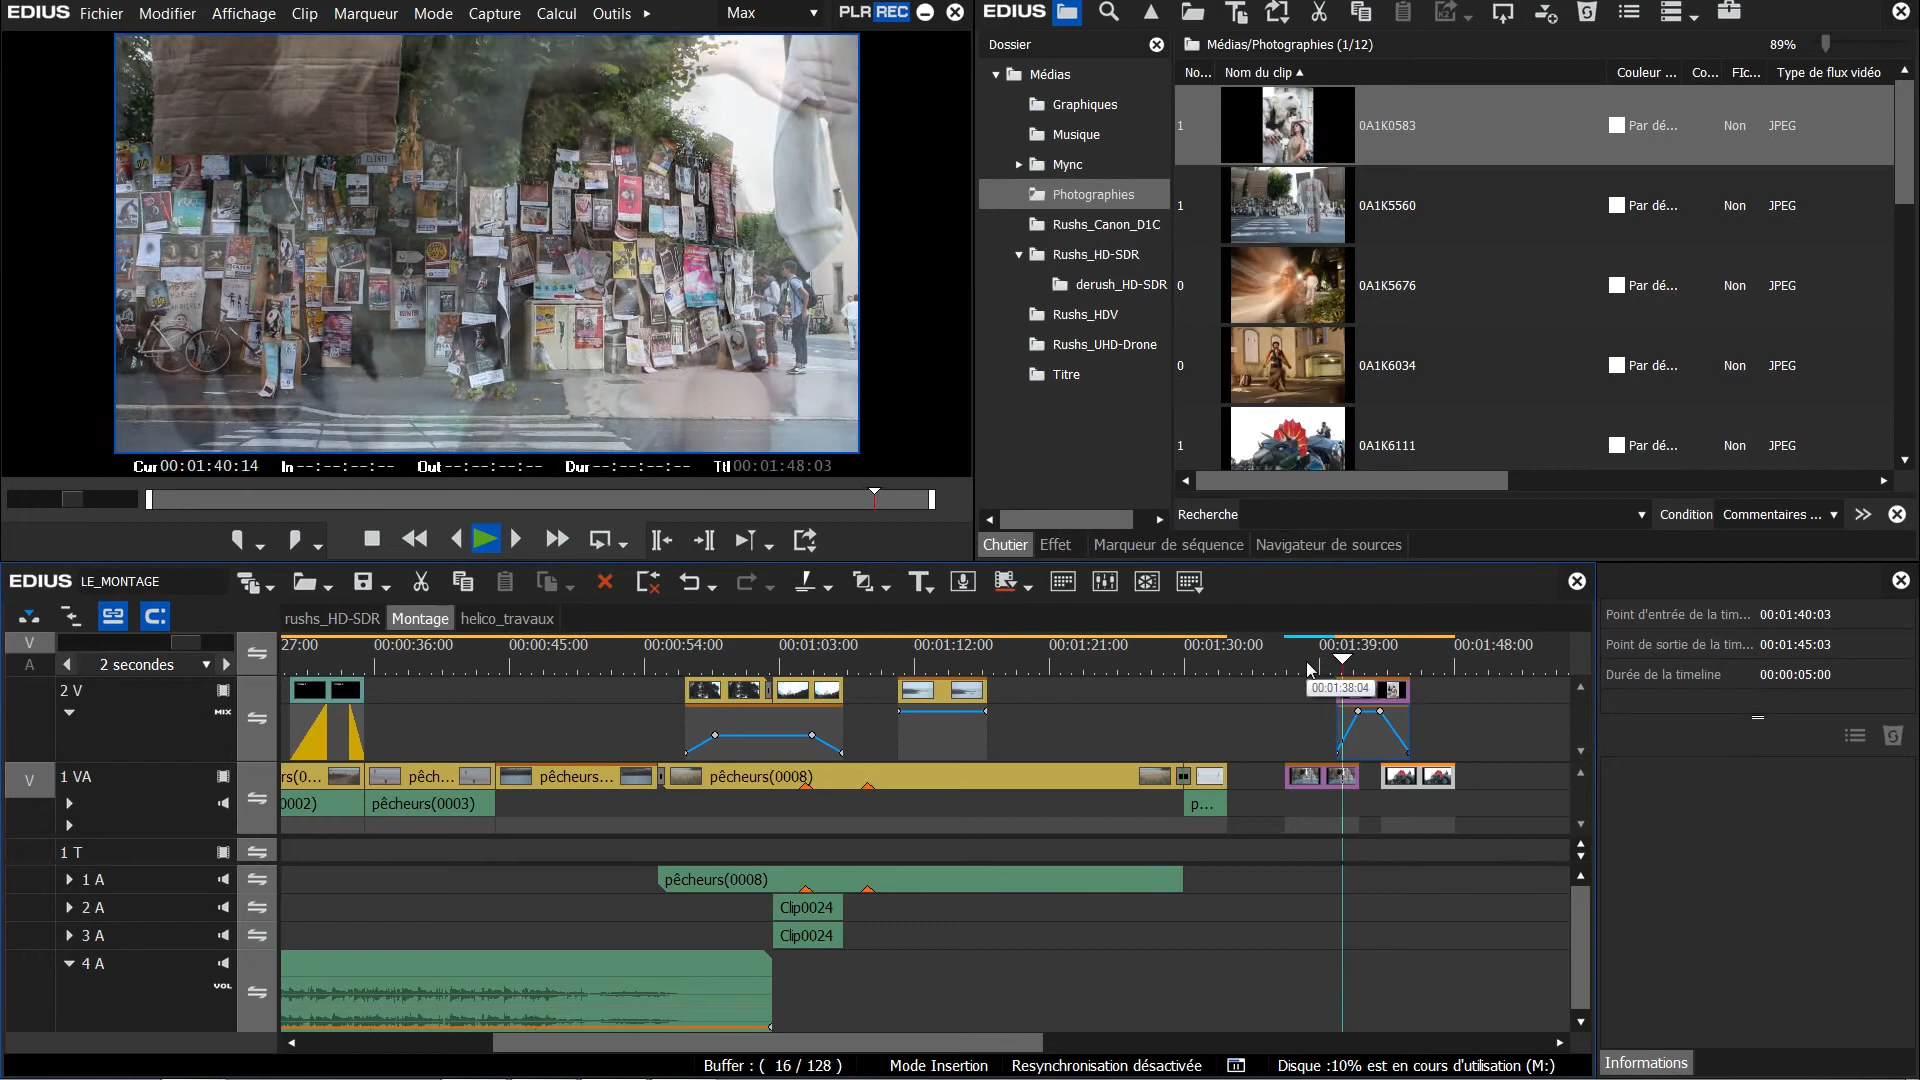 EDIUS Fichier Modifier Affichage Clip Marqueur Mode Capture Calcul Outils Max PLR REC
Cur 00:01:40:14 In --:--:--:-- Out --:--:--:-- Dur --:--:--:-- Ttl 00:01:48:03
EDIUS
Dossier
Médias
Graphiques
Musique
Mync
Photographies
Rushs_Canon_D1C
Rushs_HD-SDR
derush_HD-SDR
Rushs_HDV
Rushs_UHD-Drone
Titre
Médias/Photographies (1/12) 89%
No... Nom du clip Couleur ... Co... FIc... Type de flux vidéo
1 0A1K0583 Par dé... Non JPEG
1 0A1K5560 Par dé... Non JPEG
0 0A1K5676 Par dé... Non JPEG
0 0A1K6034 Par dé... Non JPEG
1 0A1K6111 Par dé... Non JPEG
Recherche Condition Commentaires ...
Chutier Effet Marqueur de séquence Navigateur de sources
EDIUS LE_MONTAGE
rushs_HD-SDR Montage helico_travaux
V
A 2 secondes
27:00 00:00:36:00 00:00:45:00 00:00:54:00 00:01:03:00 00:01:12:00 00:01:21:00 00:01:30:00 00:01:39:00 00:01:48:00
00:01:38:04
2 V
MIX
V 1 VA
rs(0... pêch... pêcheurs... pêcheurs(0008)
0002) pêcheurs(0003) p...
1 T
1 A pêcheurs(0008)
2 A Clip0024
3 A Clip0024
4 A
VOL
Buffer : ( 16 / 128 ) Mode Insertion Resynchronisation désactivée Disque :10% est en cours d'utilisation (M:)
Point d'entrée de la tim... 00:01:40:03
Point de sortie de la tim... 00:01:45:03
Durée de la timeline 00:00:05:00
Informations